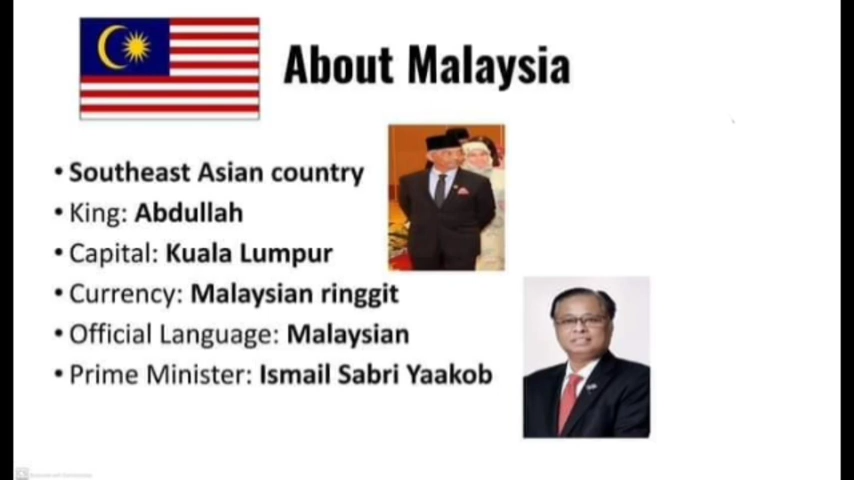 About Malaysia
• Southeast Asian country
• King: Abdullah
• Capital: Kuala Lumpur
• Currency: Malaysian ringgit
• Official Language: Malaysian
• Prime Minister: Ismail Sabri Yaakob